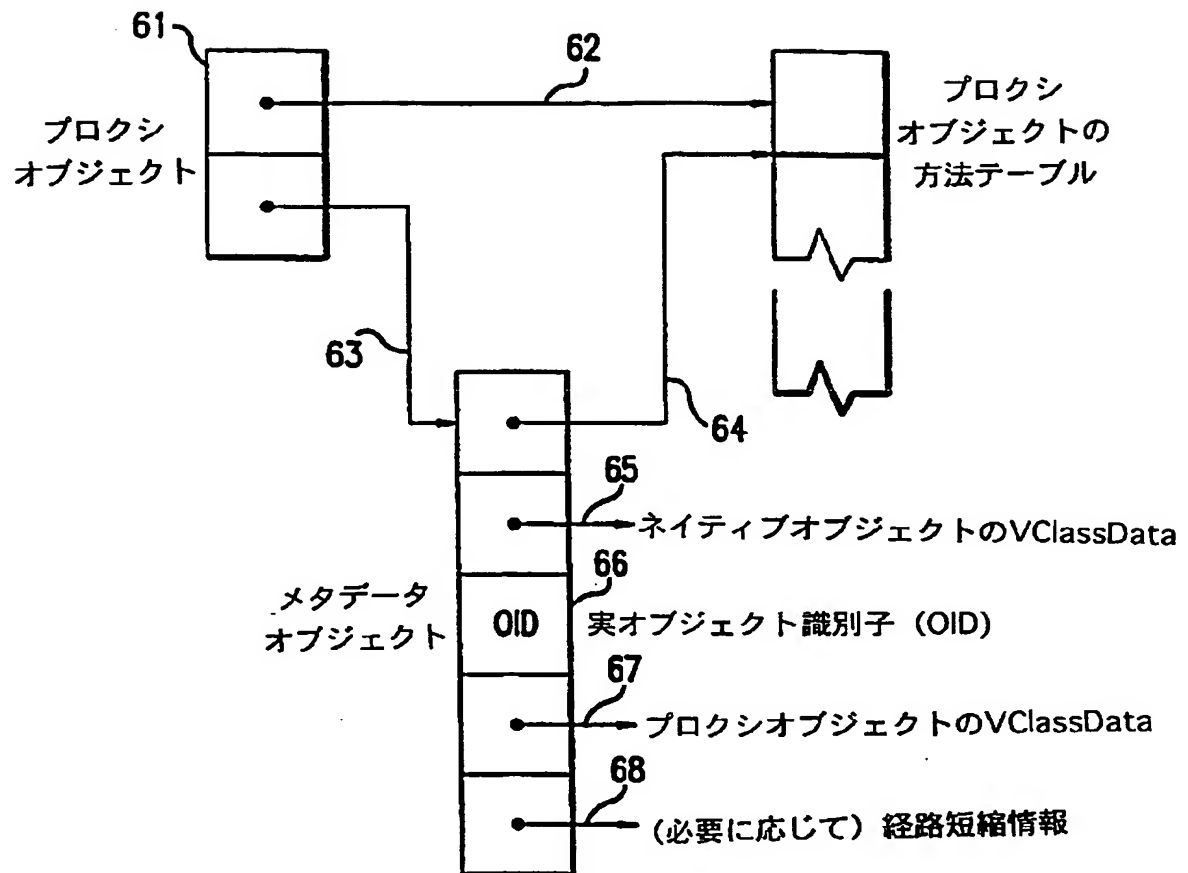 61
62
プロクシ
オブジェクト
プロクシ
オブジェクトの
方法テーブル
63
64
65
ネイティブオブジェクトのVClassData
メタデータ
オブジェクト
66
OID
実オブジェクト識別子（OID）
67
プロクシオブジェクトのVClassData
68
（必要に応じて）経路短縮情報